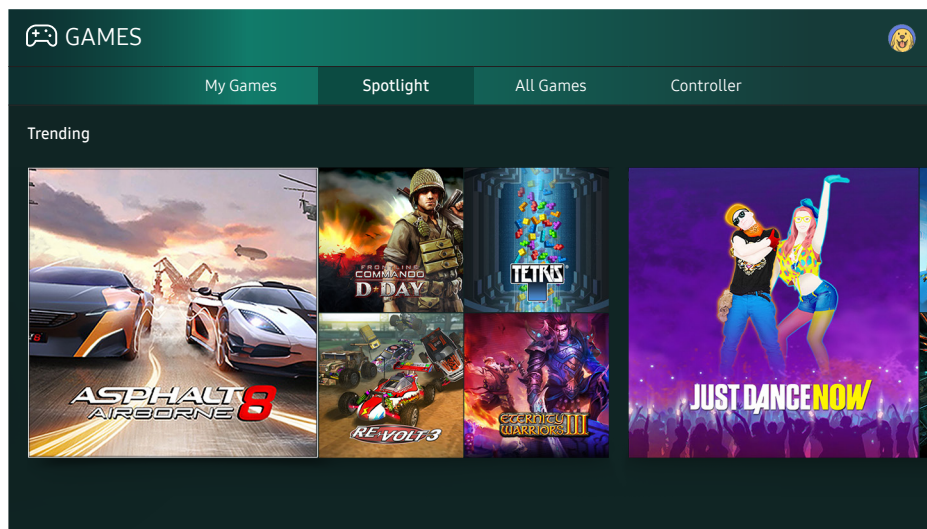 GAMES
My Games Spotlight All Games Controller
Trending
ASPHALT 8
AIRBORNE
FRONTLINE
COMMANDO
D-DAY
TETRIS®
RE-VOLT 3
ETERNITY
WARRIORS III
JUST DANCE NOW